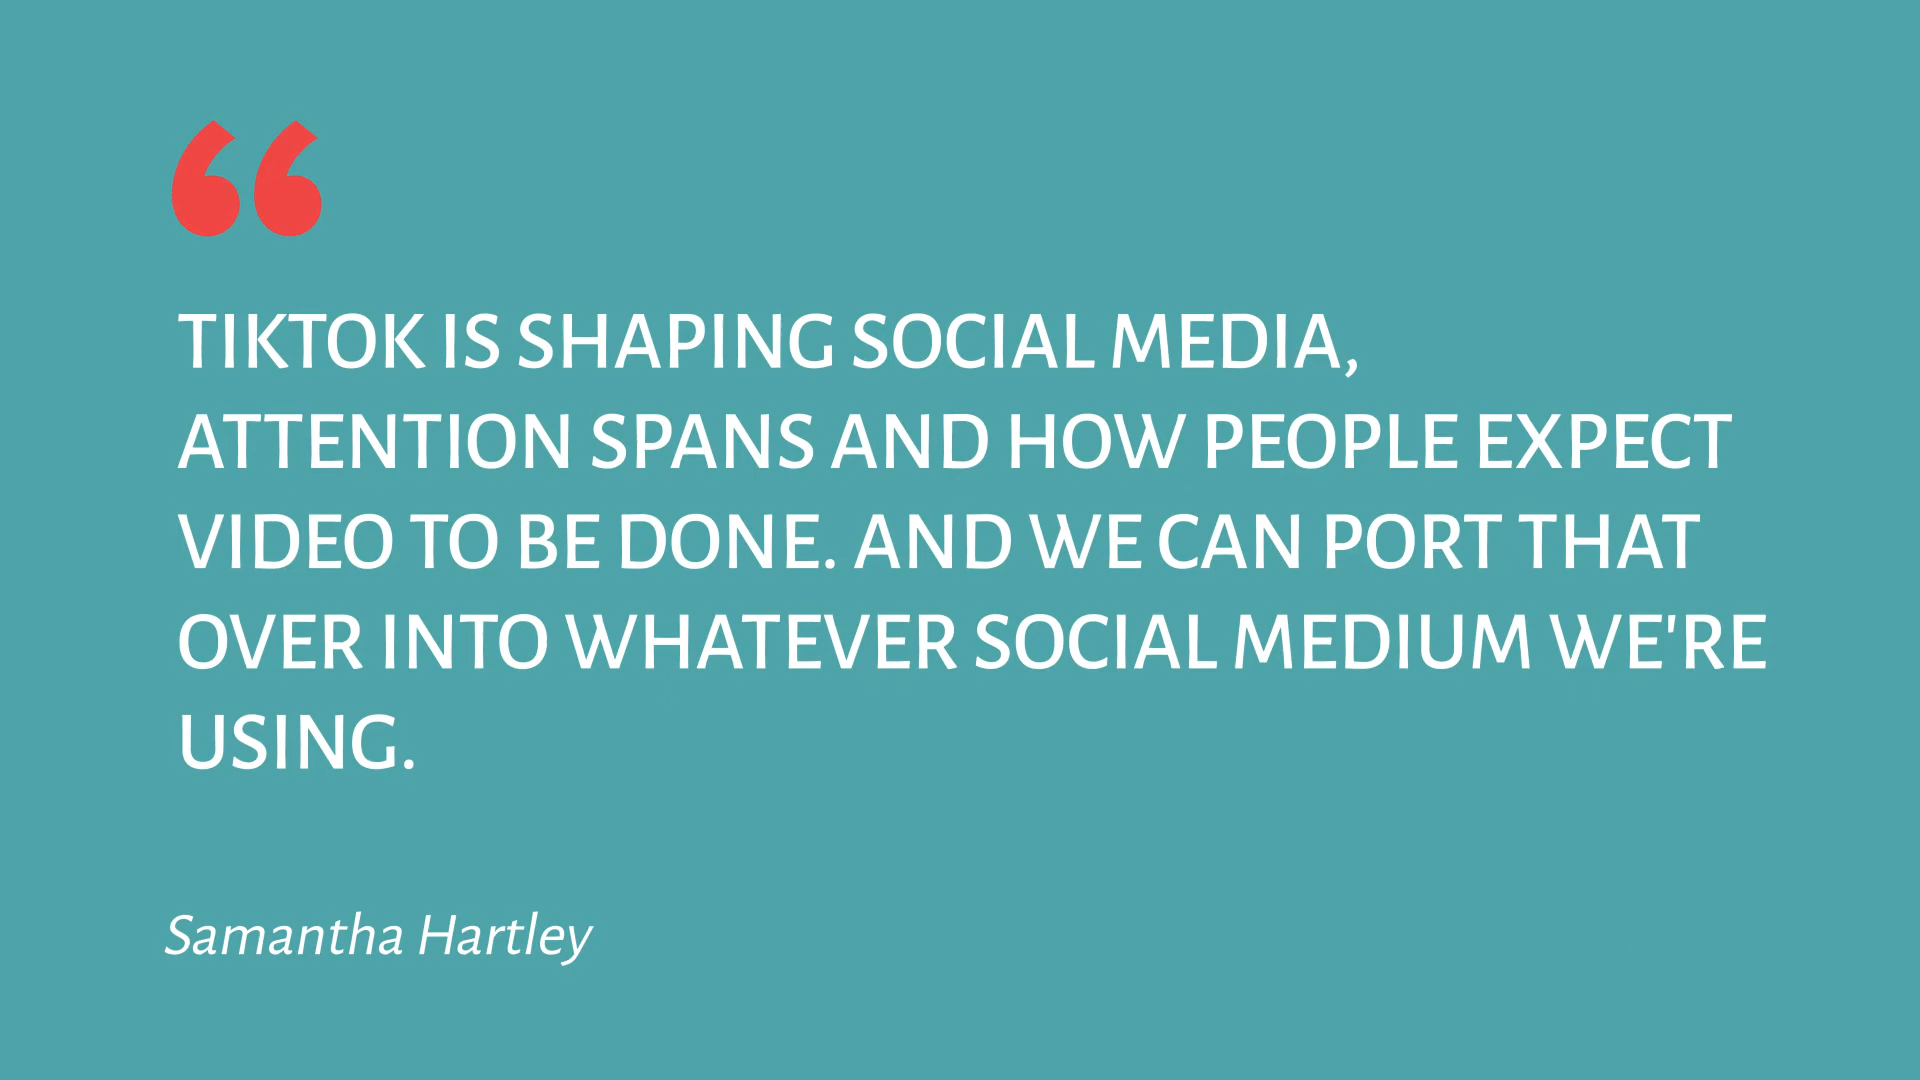 “
TIKTOK IS SHAPING SOCIAL MEDIA,
ATTENTION SPANS AND HOW PEOPLE EXPECT
VIDEO TO BE DONE. AND WE CAN PORT THAT
OVER INTO WHATEVER SOCIAL MEDIUM WE'RE
USING.
Samantha Hartley